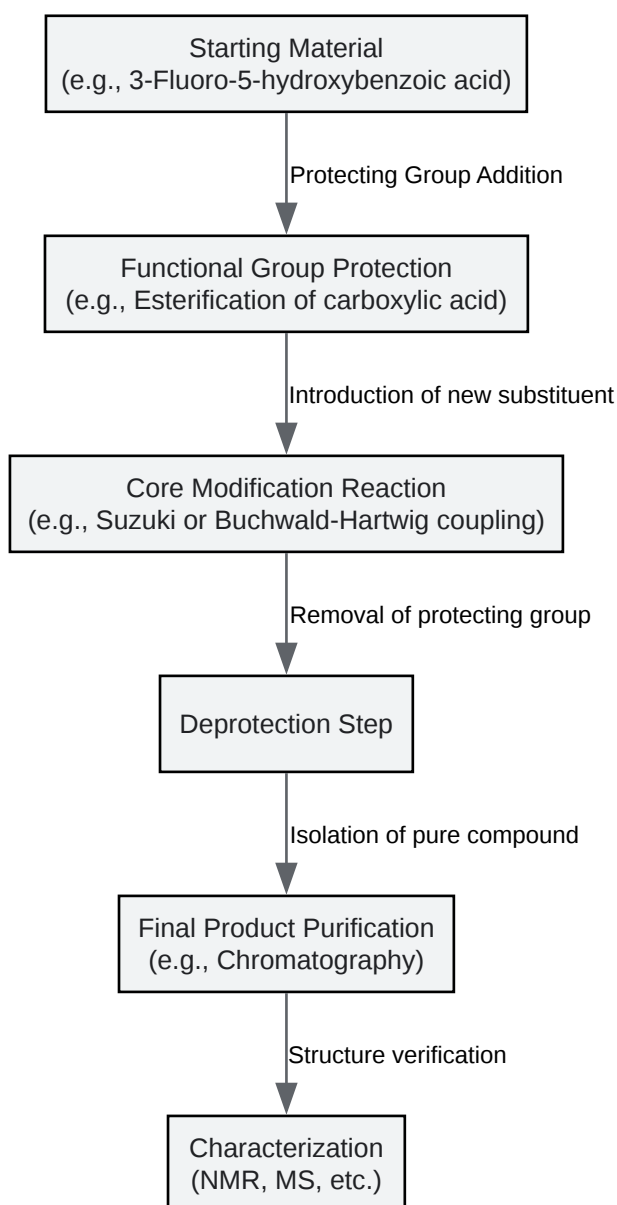 Starting Material
(e.g., 3-Fluoro-5-hydroxybenzoic acid)
Protecting Group Addition
Functional Group Protection
(e.g., Esterification of carboxylic acid)
Introduction of new substituent
Core Modification Reaction
(e.g., Suzuki or Buchwald-Hartwig coupling)
Removal of protecting group
Deprotection Step
Isolation of pure compound
Final Product Purification
(e.g., Chromatography)
Structure verification
Characterization
(NMR, MS, etc.)